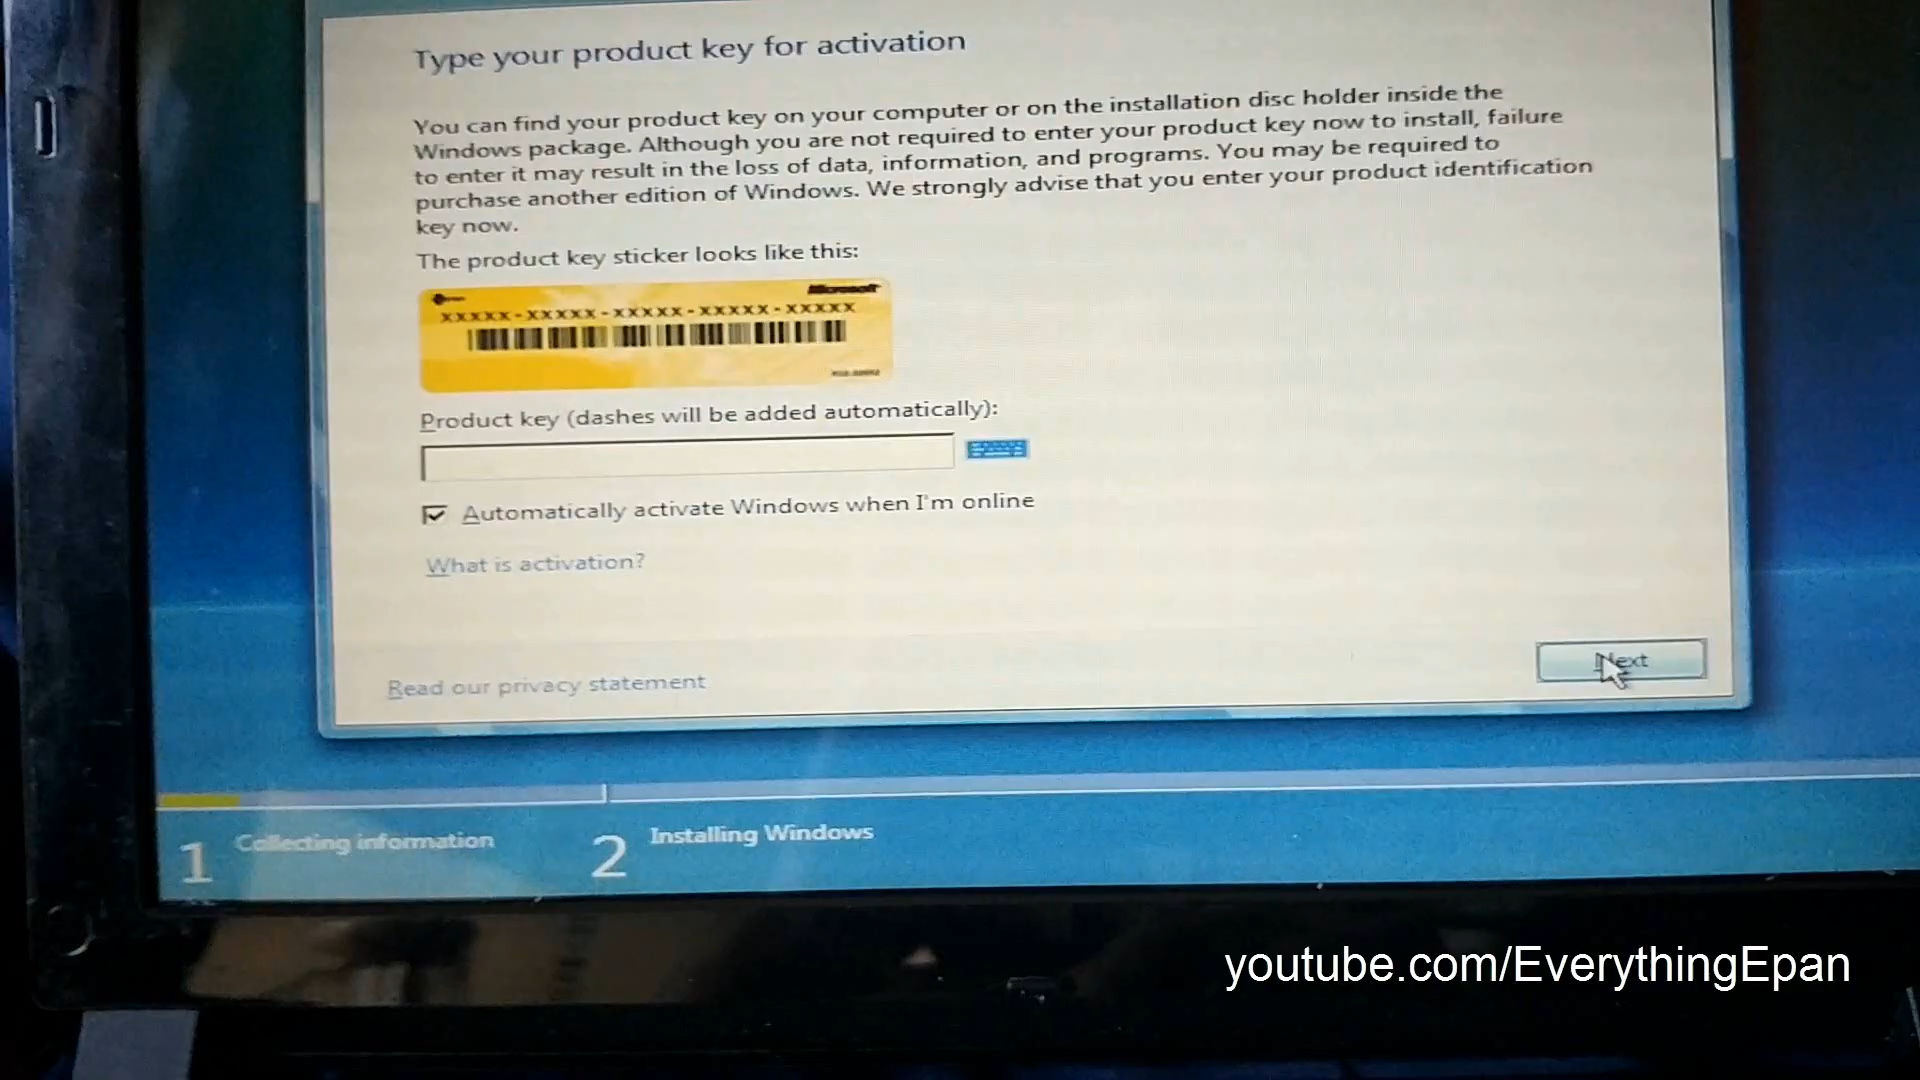 Type your product key for activation
You can find your product key on your computer or on the installation disc holder inside the
Windows package. Although you are not required to enter your product key now to install, failure
to enter it may result in the loss of data, information, and programs. You may be required to
purchase another edition of Windows. We strongly advise that you enter your product identification
key now.
The product key sticker looks like this:
Microsoft
XXXXX-XXXXX-XXXXX-XXXXX-XXXXX
Product key (dashes will be added automatically):
Automatically activate Windows when I'm online
What is activation?
Next
Read our privacy statement
1 Collecting information
2 Installing Windows
youtube.com/EverythingEpan